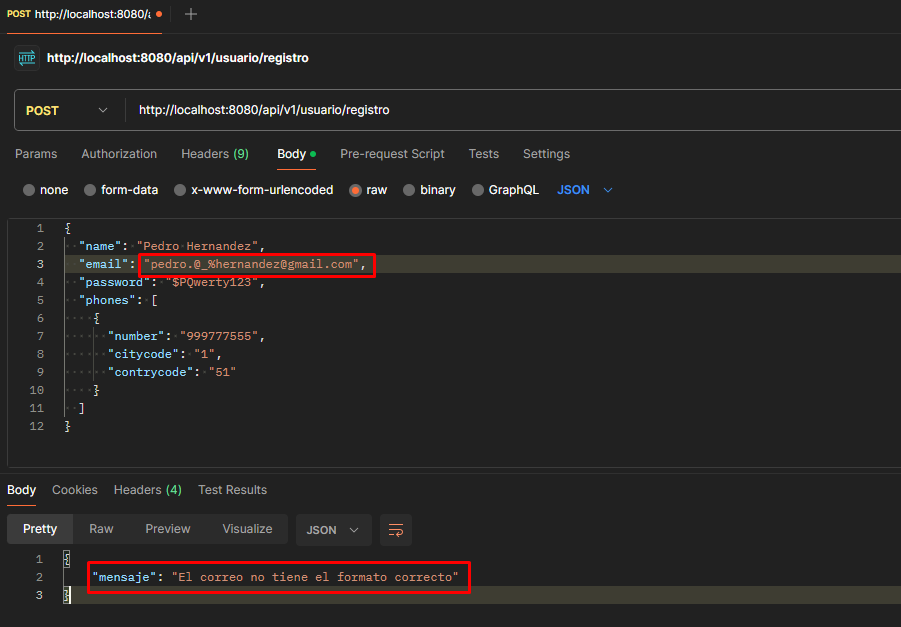 POST http://localhost:8080/a
HTTP http://localhost:8080/api/v1/usuario/registro
POST http://localhost:8080/api/v1/usuario/registro
Params Authorization Headers (9) Body Pre-request Script Tests Settings
none form-data x-www-form-urlencoded raw binary GraphQL JSON
1 {
2 "name": "Pedro Hernandez",
3 "email": "pedro.@_%hernandez@gmail.com",
4 "password": "$PQwerty123",
5 "phones": [
6 {
7 "number": "999777555",
8 "citycode": "1",
9 "contrycode": "51"
10 }
11 ]
12 }
Body Cookies Headers (4) Test Results
Pretty Raw Preview Visualize JSON
1 {
2 "mensaje": "El correo no tiene el formato correcto"
3 }